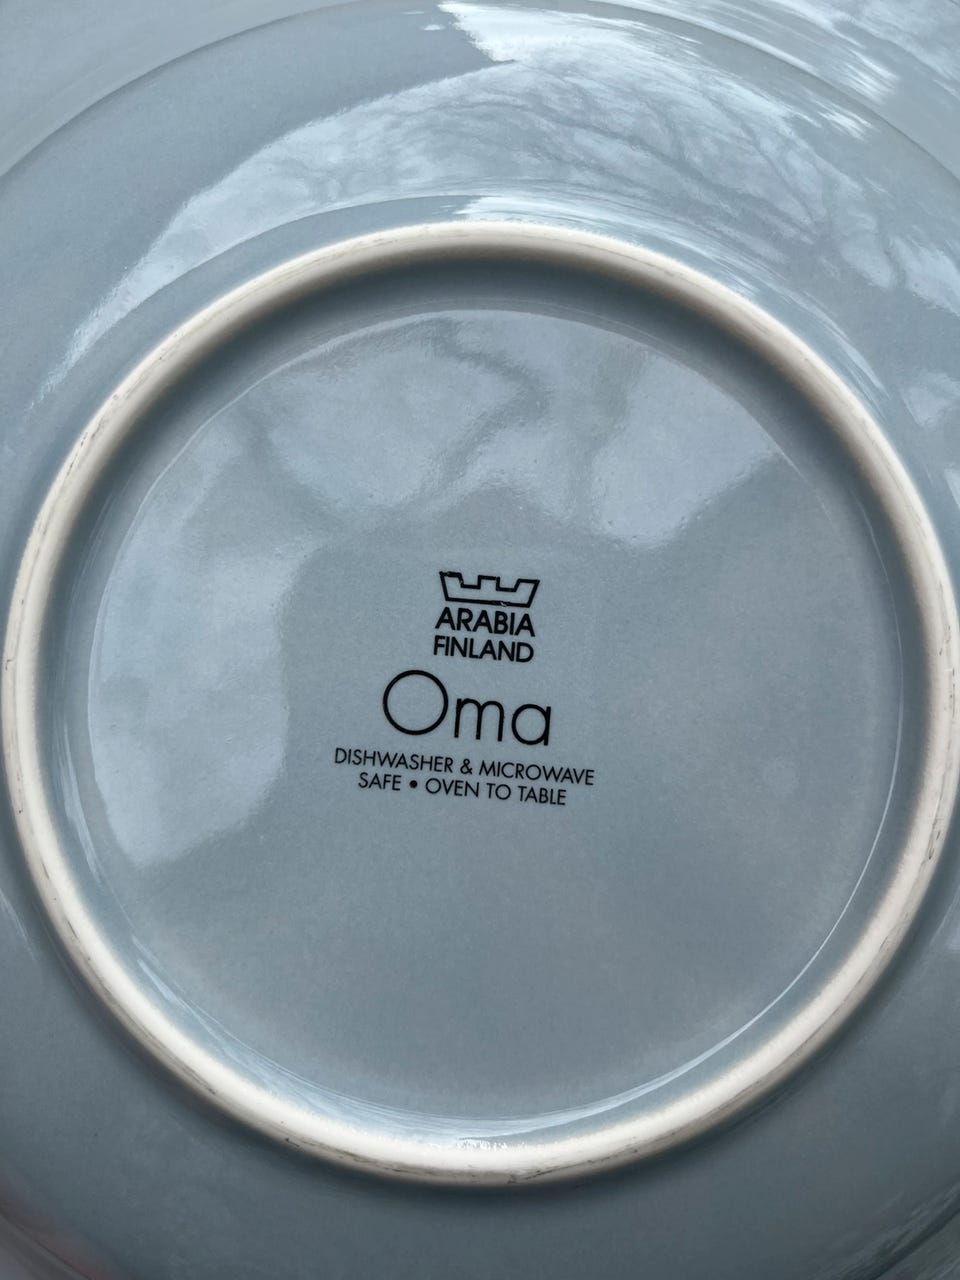 ARABIA
FINLAND
Oma
DISHWASHER & MICROWAVE
SAFE • OVEN TO TABLE